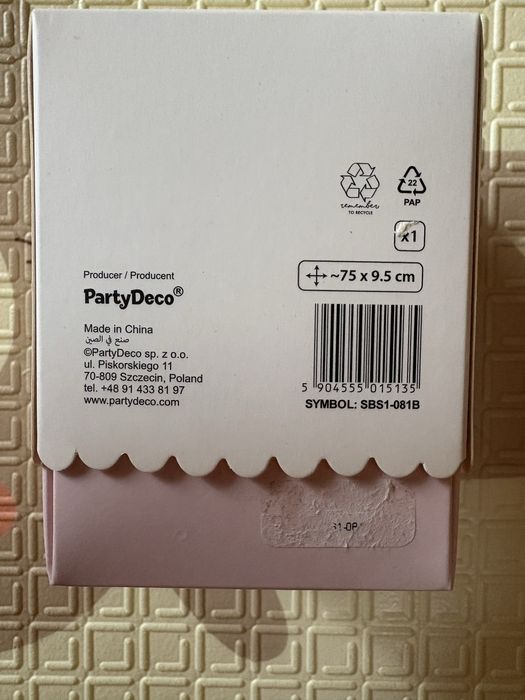 remember
TO RECYCLE
22
PAP
x1
~75 x 9.5 cm
Producer / Producent
PartyDeco®
Made in China
صنع في الصين
©PartyDeco sp. z o.o.
ul. Piskorskiego 11
70-809 Szczecin, Poland
tel. +48 91 433 81 97
www.partydeco.com
5 904555 015135
SYMBOL: SBS1-081B